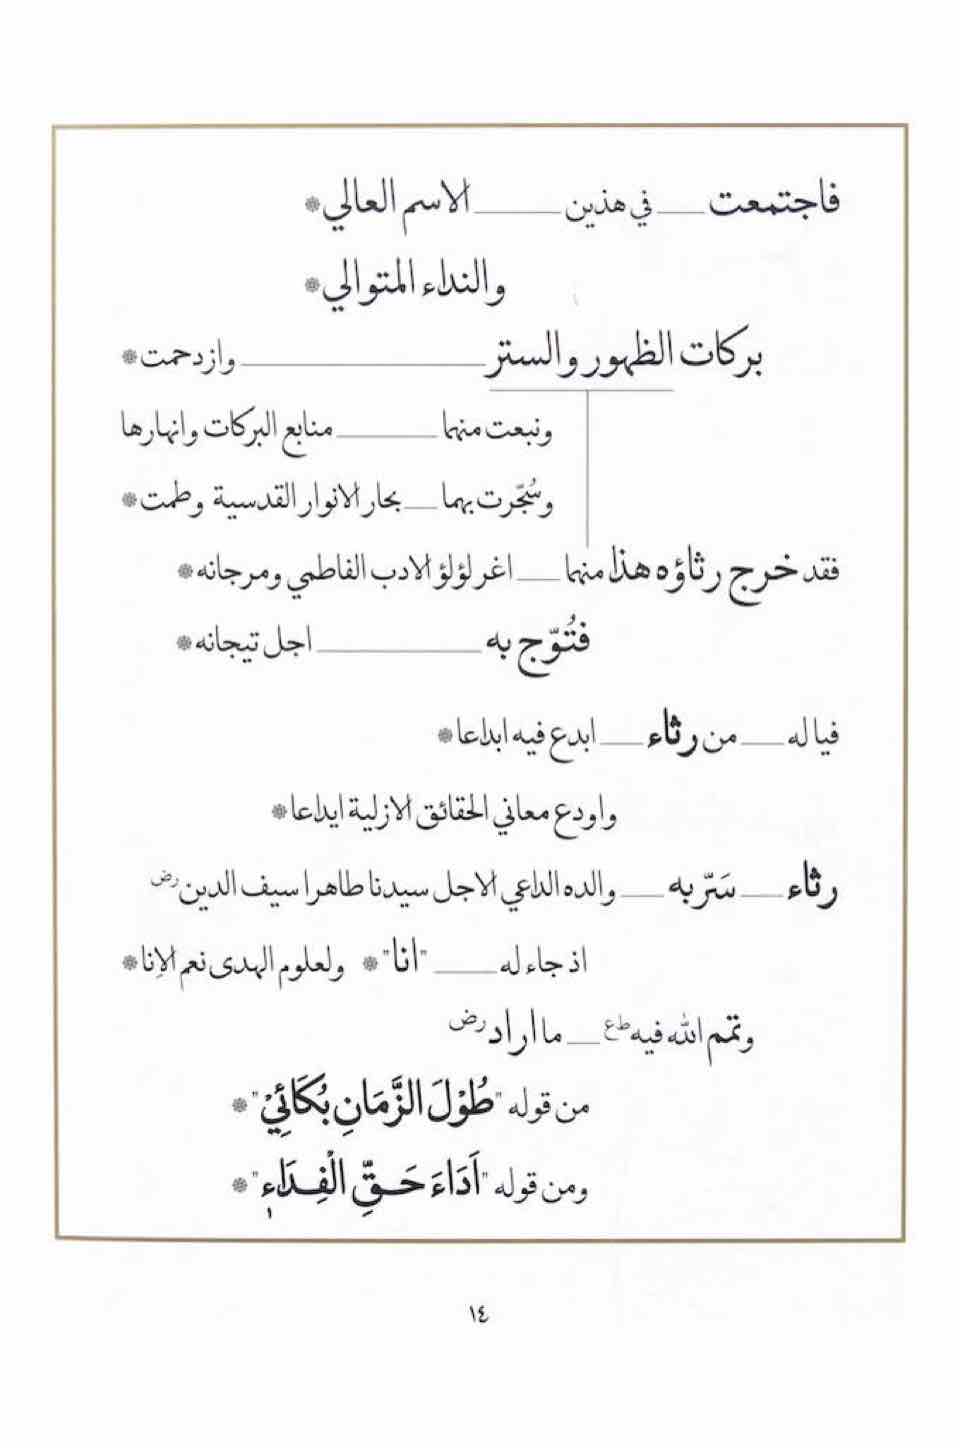 فاجتمعت ـــ في هذين ـــــ الاسم العالي *
والنداء المتوالي *
بركات الظهور والستر ـــــــــــ وازدحمت *
ونبعت منهما ـــــ منابع البركات وانهارها
وسُجّرت بهما ـــ بحار الانوار القدسية وطمت *
فقد خرج رثاؤه هذا منهما ـــ اغر لؤلؤ الادب الفاطمي ومرجانه *
فتُوّج به ـــــــــ اجل تيجانه *
فيا له ـــ من رثاء ـــ ابدع فيه ابداعا *
واودع معاني الحقائق الازلية ايداعا *
رثاء ـــ سَرّ به ـــ والده الداعي الاجل سيدنا طاهر سيف الدين رض
اذ جاء له ـــــ "انا" * ولعلوم الهدى نعم الاِنا *
وتمم الله فيه طع ـــ ما اراد رض
من قوله "طُوْلَ الزَّمَانِ بُكَائِيْ" *
ومن قوله "اَدَاءَ حَقِّ الْفِدَاءِ" *
١٤